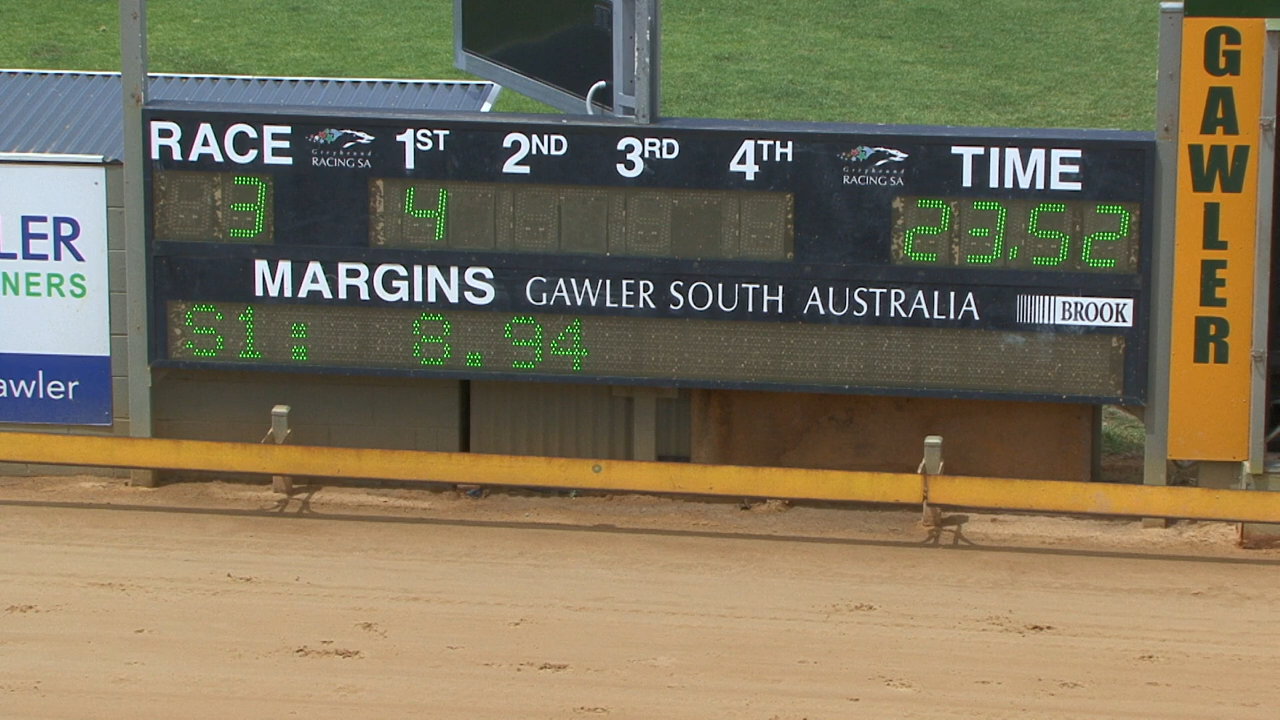 RACE Greyhound RACING SA 1ST 2ND 3RD 4TH Greyhound RACING SA TIME
3 4 23.52
MARGINS GAWLER SOUTH AUSTRALIA BROOK
S1: 8.94
GAWLER
LER
NERS
awler